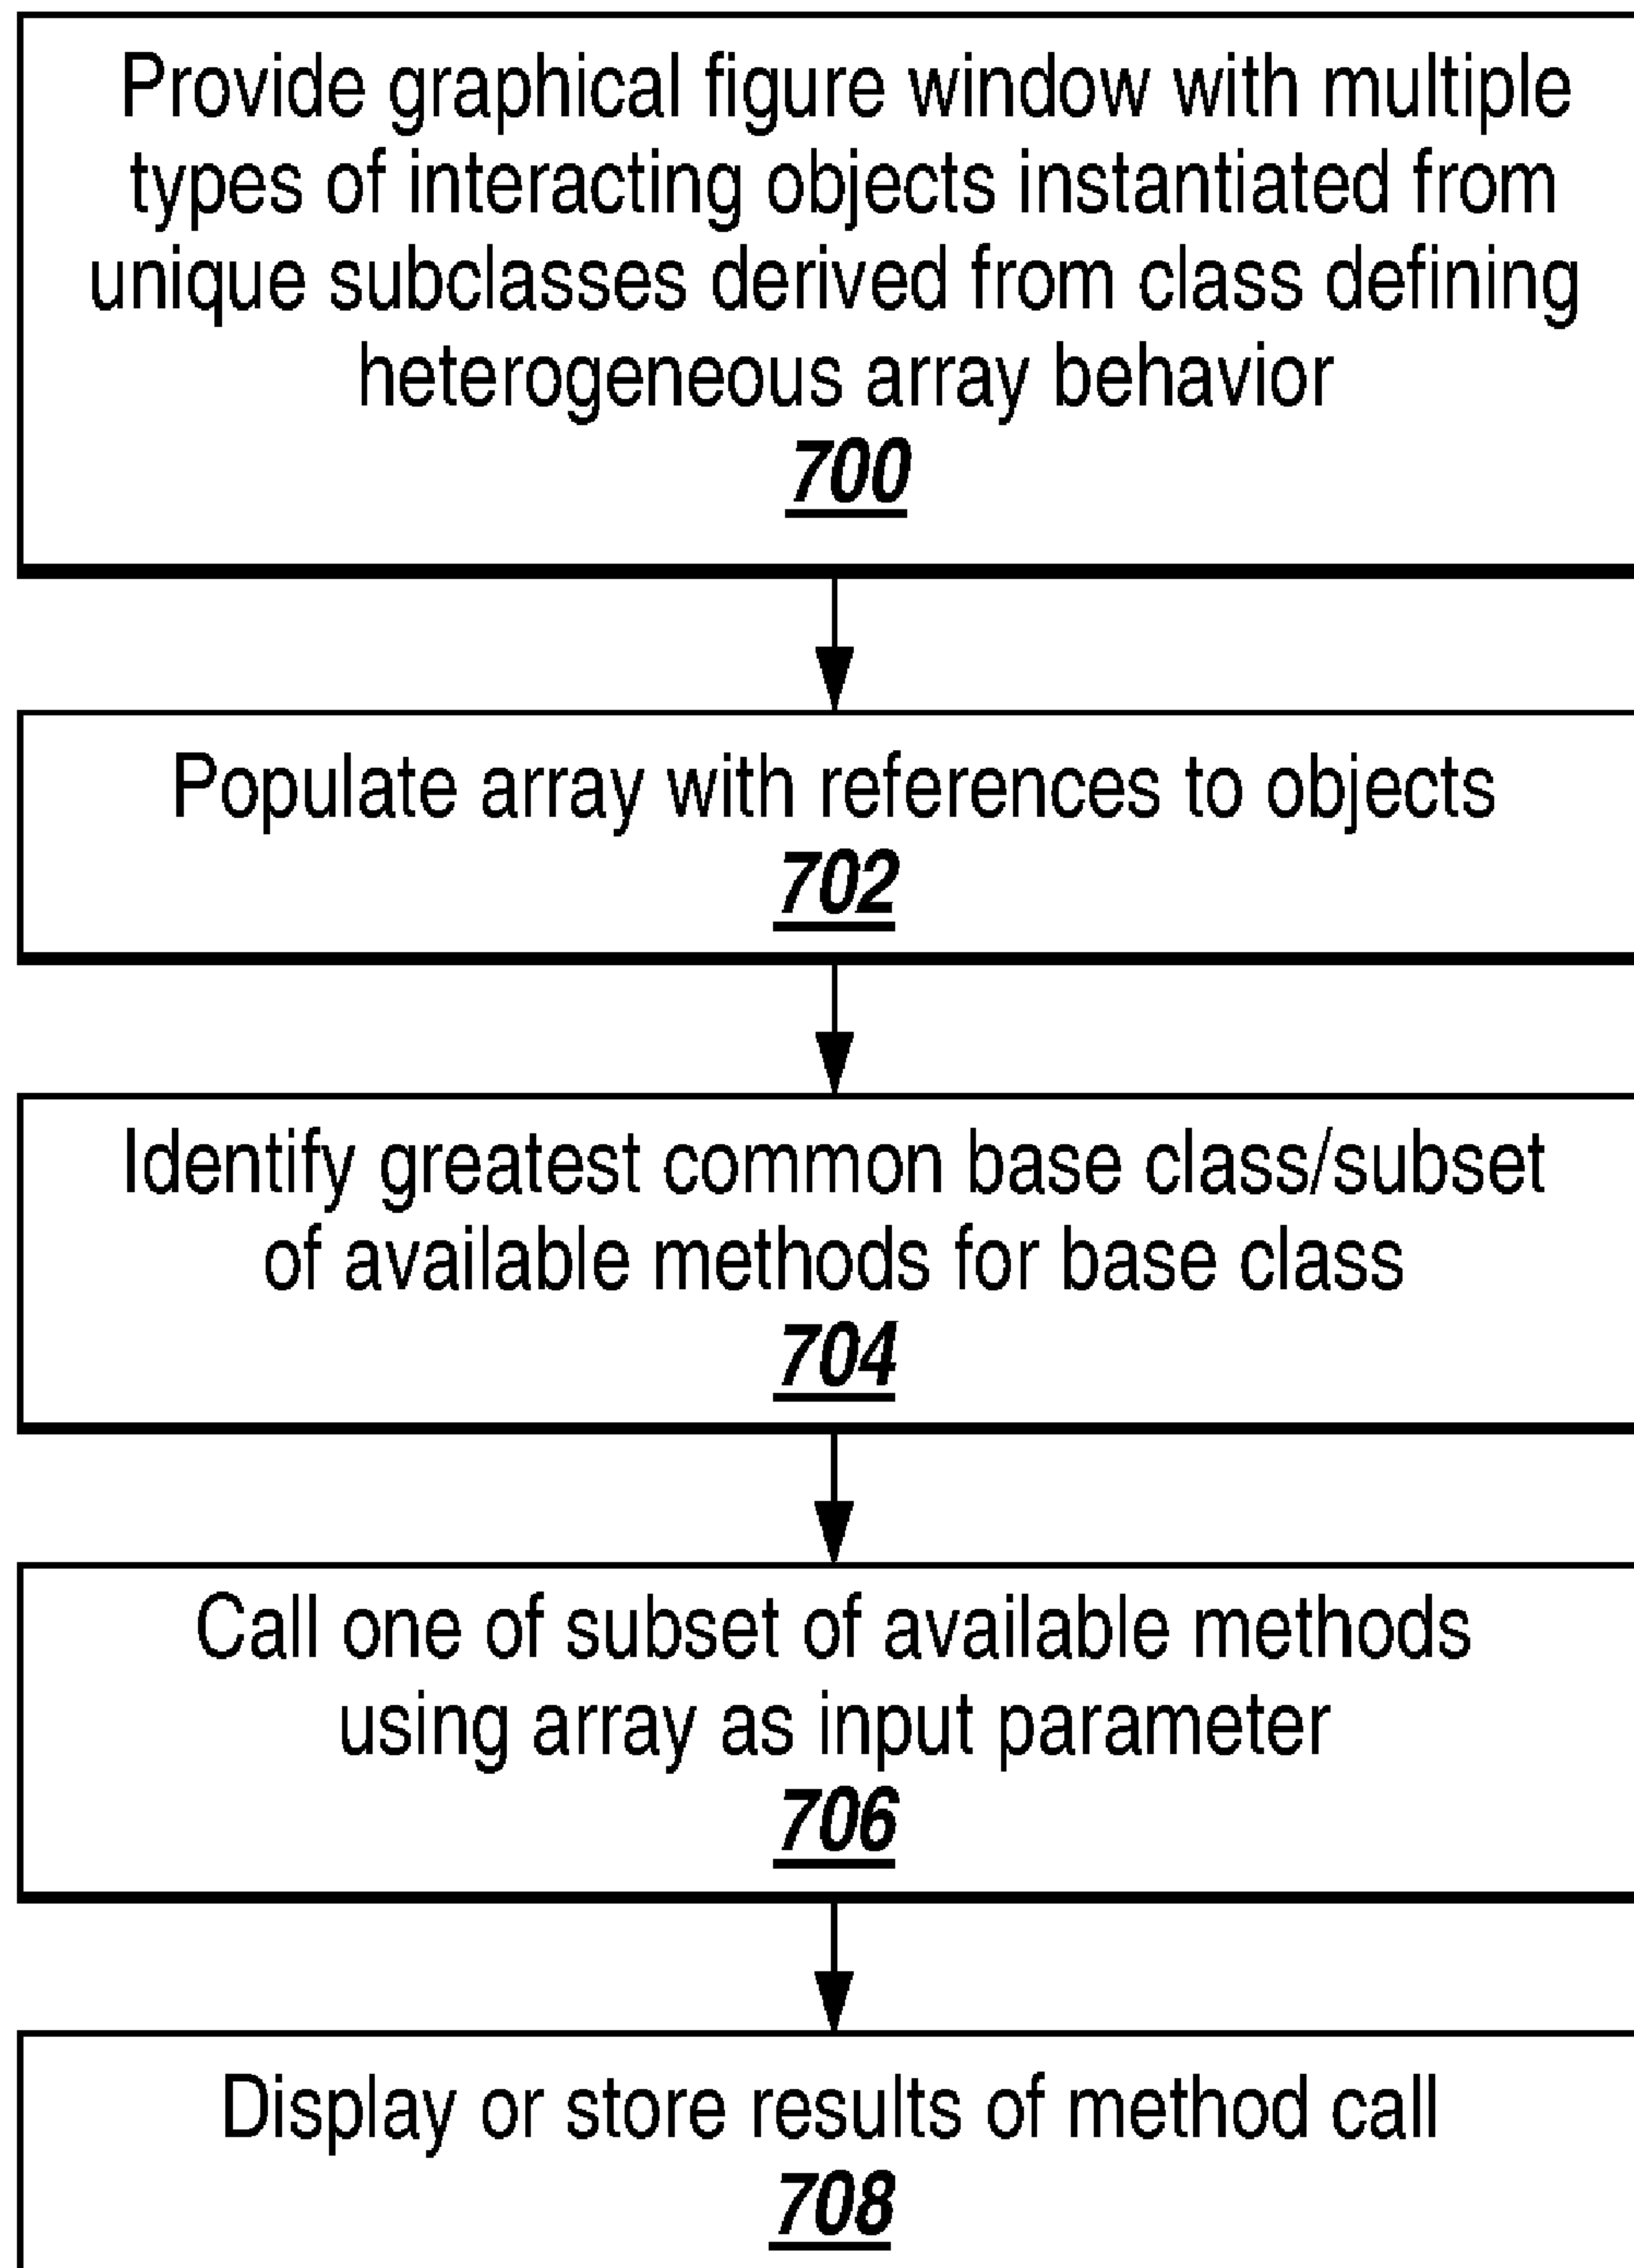 Provide graphical figure window with multiple
types of interacting objects instantiated from
unique subclasses derived from class defining
heterogeneous array behavior
700
Populate array with references to objects
702
Identify greatest common base class/subset
of available methods for base class
704
Call one of subset of available methods
using array as input parameter
706
Display or store results of method call
708